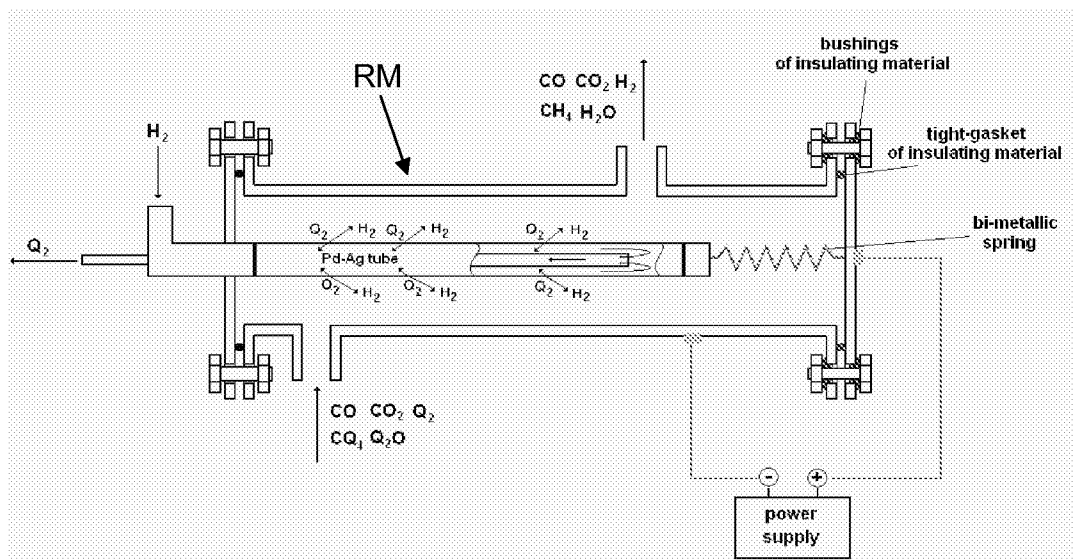 bushings
of insulating material
RM
CO CO₂ H₂
CH₄ H₂O
H₂
tight-gasket
of insulating material
Q₂
bi-metallic
spring
Q₂ H₂ Q₂ H₂ Q₂ H₂
Pd-Ag tube
Q₂ H₂ Q₂ H₂ Q₂ H₂
CO CO₂ Q₂
CQ₄ Q₂O
- +
power
supply